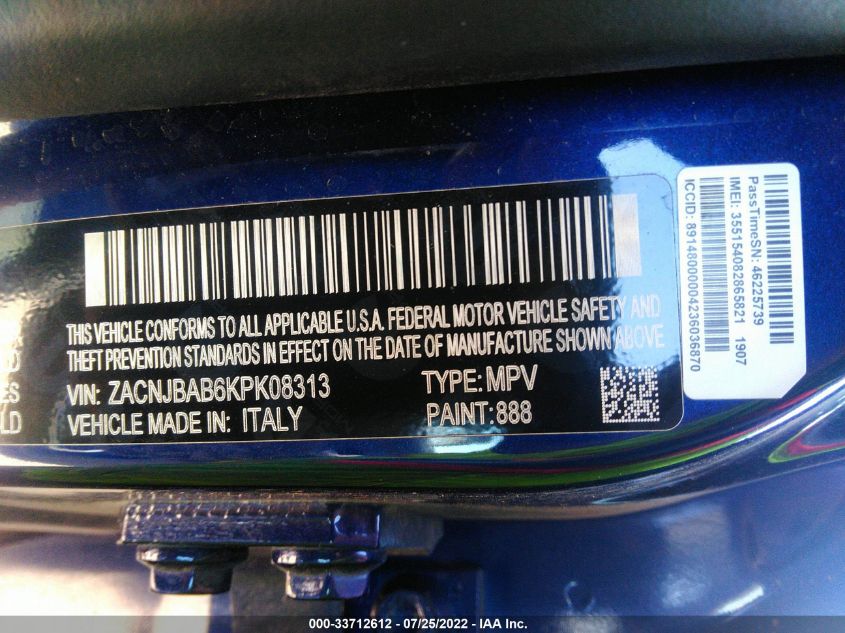 THIS VEHICLE CONFORMS TO ALL APPLICABLE U.S.A. FEDERAL MOTOR VEHICLE SAFETY AND
THEFT PREVENTION STANDARDS IN EFFECT ON THE DATE OF MANUFACTURE SHOWN ABOVE
VIN: ZACNJBAB6KPK08313 TYPE: MPV
VEHICLE MADE IN: ITALY PAINT: 888
ES
LD
PassTimeSN: 46225739
IMEI: 355154082865821 1907
ICCID: 89148000004236036870
000-33712612 - 07/25/2022 - IAA Inc.